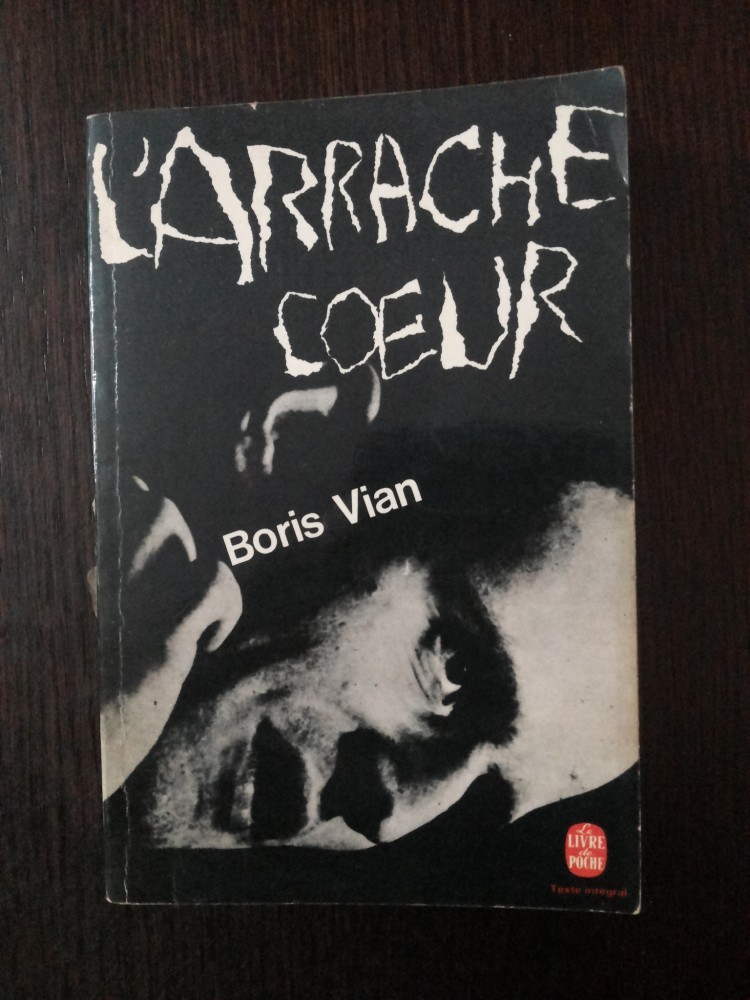 L'ARRACHE
COEUR
Boris Vian
Le
LIVRE
de
POCHE
Texte intégral